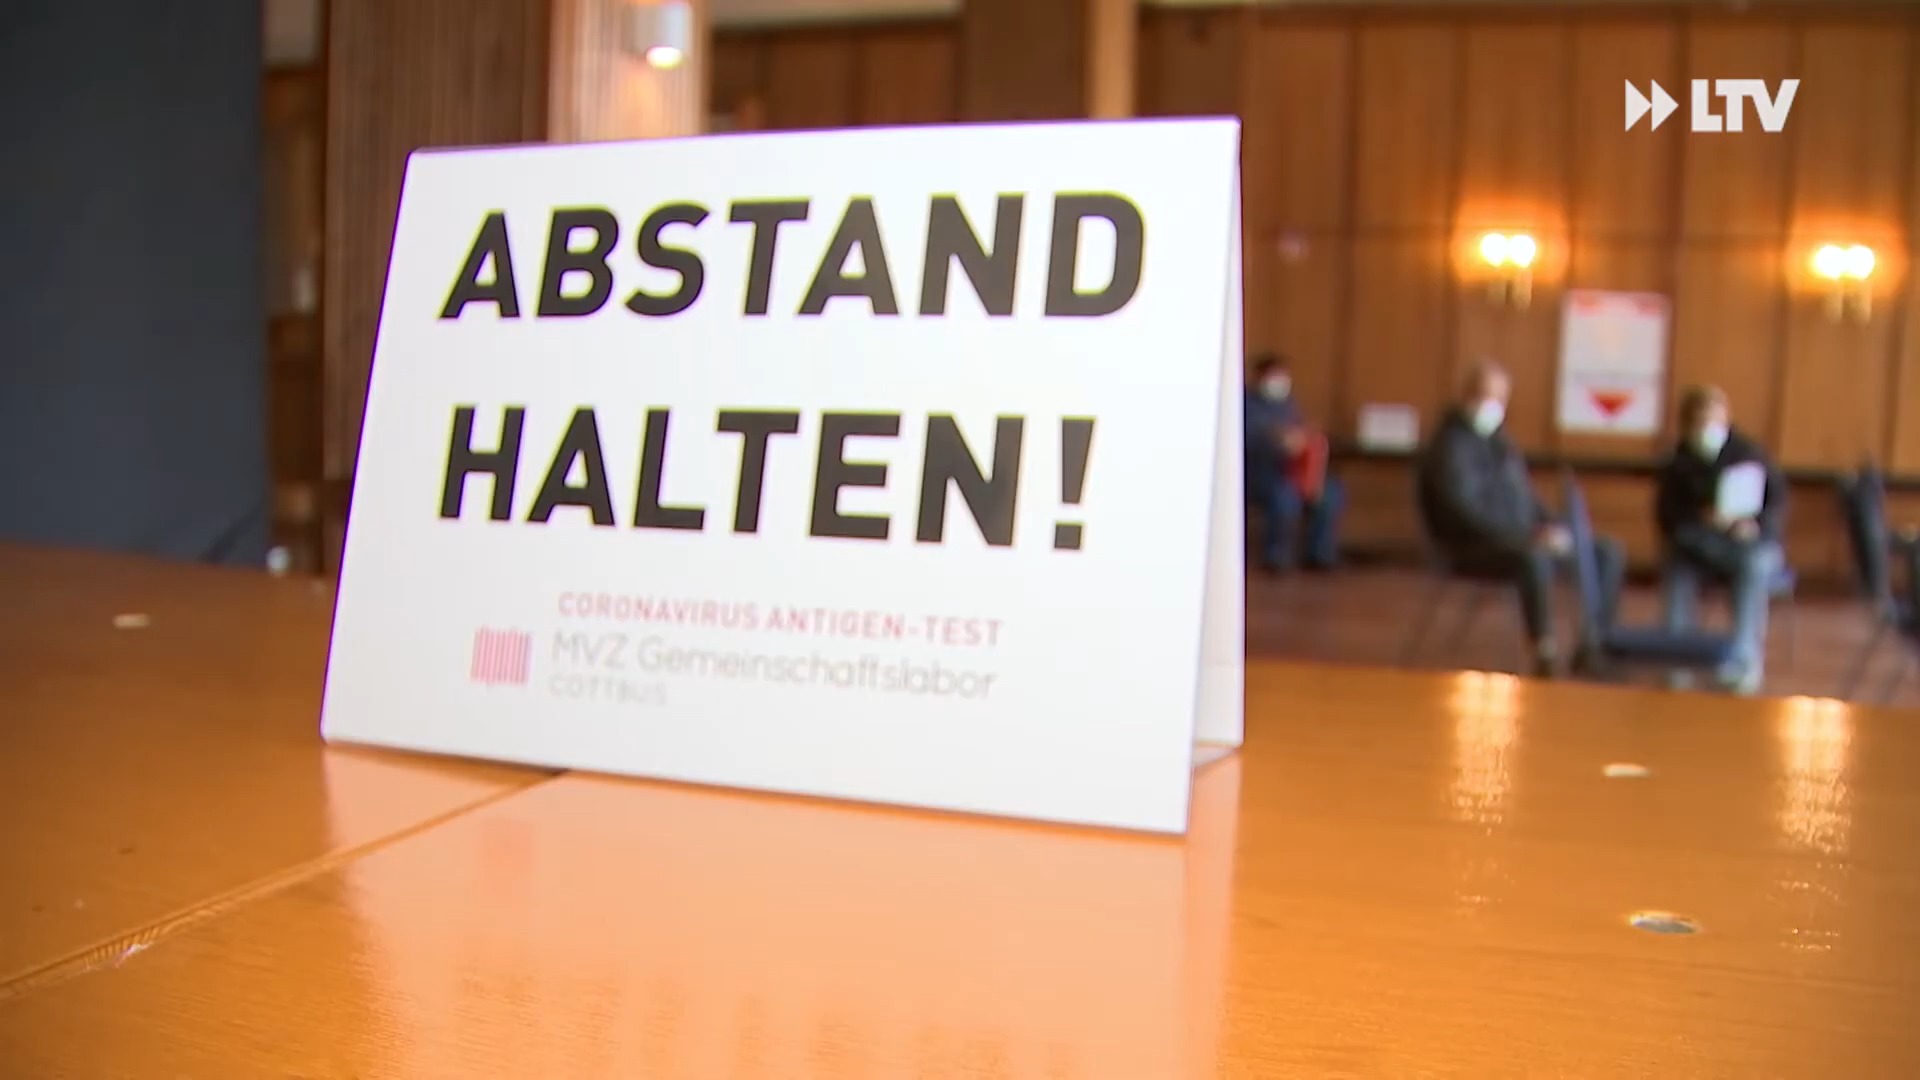 LTV
ABSTAND
HALTEN!
CORONAVIRUS ANTIGEN-TEST
MVZ Gemeinschaftslabor
COTTBUS